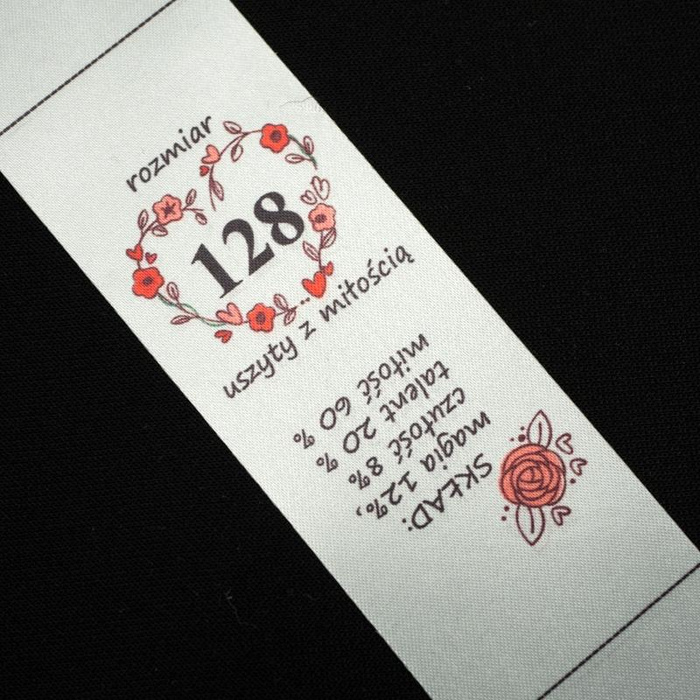 rozmiar
128
uszyty z miłością
SKŁAD:
magia 12%,
czułość 8%
talent 20 %
miłość 60 %